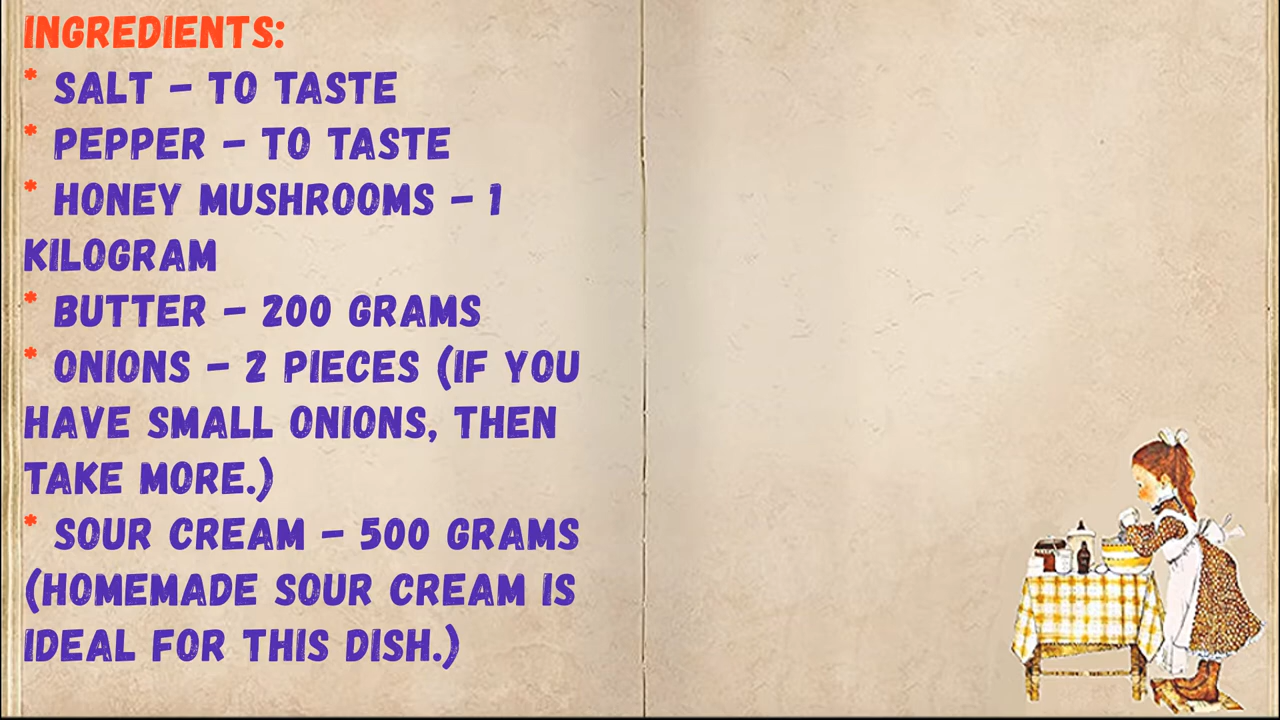 INGREDIENTS:
* SALT – TO TASTE
* PEPPER – TO TASTE
* HONEY MUSHROOMS – 1
KILOGRAM
* BUTTER – 200 GRAMS
* ONIONS – 2 PIECES (IF YOU
HAVE SMALL ONIONS, THEN
TAKE MORE.)
* SOUR CREAM – 500 GRAMS
(HOMEMADE SOUR CREAM IS
IDEAL FOR THIS DISH.)